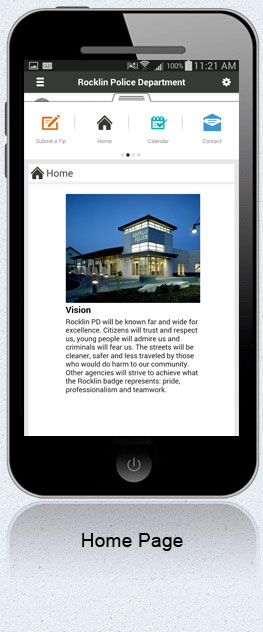 100% 11:21 AM
Rocklin Police Department
Submit a Tip Home Calendar Contact
Home
ROCKLIN
POLICE
Vision
Rocklin PD will be known far and wide for
excellence. Citizens will trust and respect
us, young people will admire us and
criminals will fear us. The streets will be
cleaner, safer and less traveled by those
who would do harm to our community.
Other agencies will strive to achieve what
the Rocklin badge represents: pride,
professionalism and teamwork.
Home Page